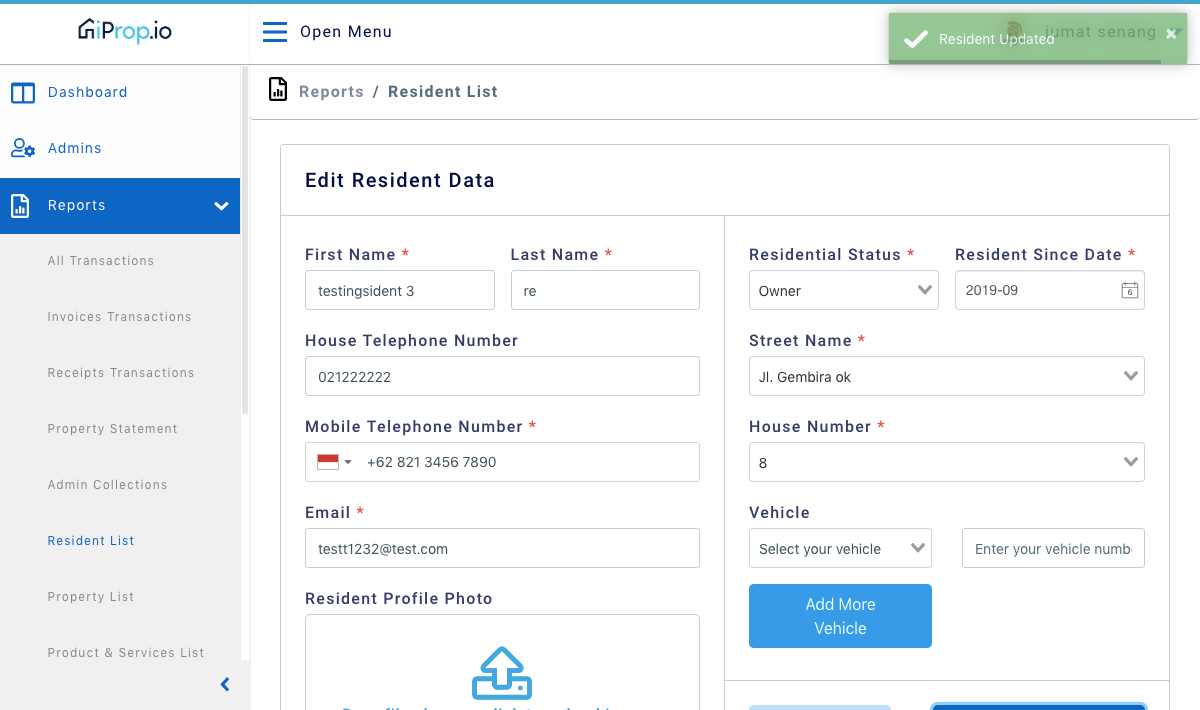 iProp.io
Open Menu
jumat senang
Resident Updated
×
Dashboard
Reports / Resident List
Admins
Reports
All Transactions
Invoices Transactions
Receipts Transactions
Property Statement
Admin Collections
Resident List
Property List
Product & Services List
Edit Resident Data
First Name *
Last Name *
testingsident 3
re
House Telephone Number
021222222
Mobile Telephone Number *
+62 821 3456 7890
Email *
testt1232@test.com
Resident Profile Photo
Residential Status *
Resident Since Date *
Owner
2019-09
6
Street Name *
Jl. Gembira ok
House Number *
8
Vehicle
Select your vehicle
Enter your vehicle numb
Add More
Vehicle